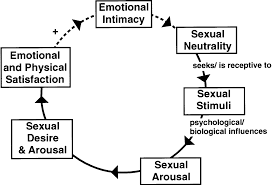 Emotional
Intimacy
+
Sexual
Neutrality
seeks/ is receptive to
Sexual
Stimuli
psychological/
biological influences
Sexual
Arousal
Sexual
Desire
& Arousal
Emotional
and Physical
Satisfaction